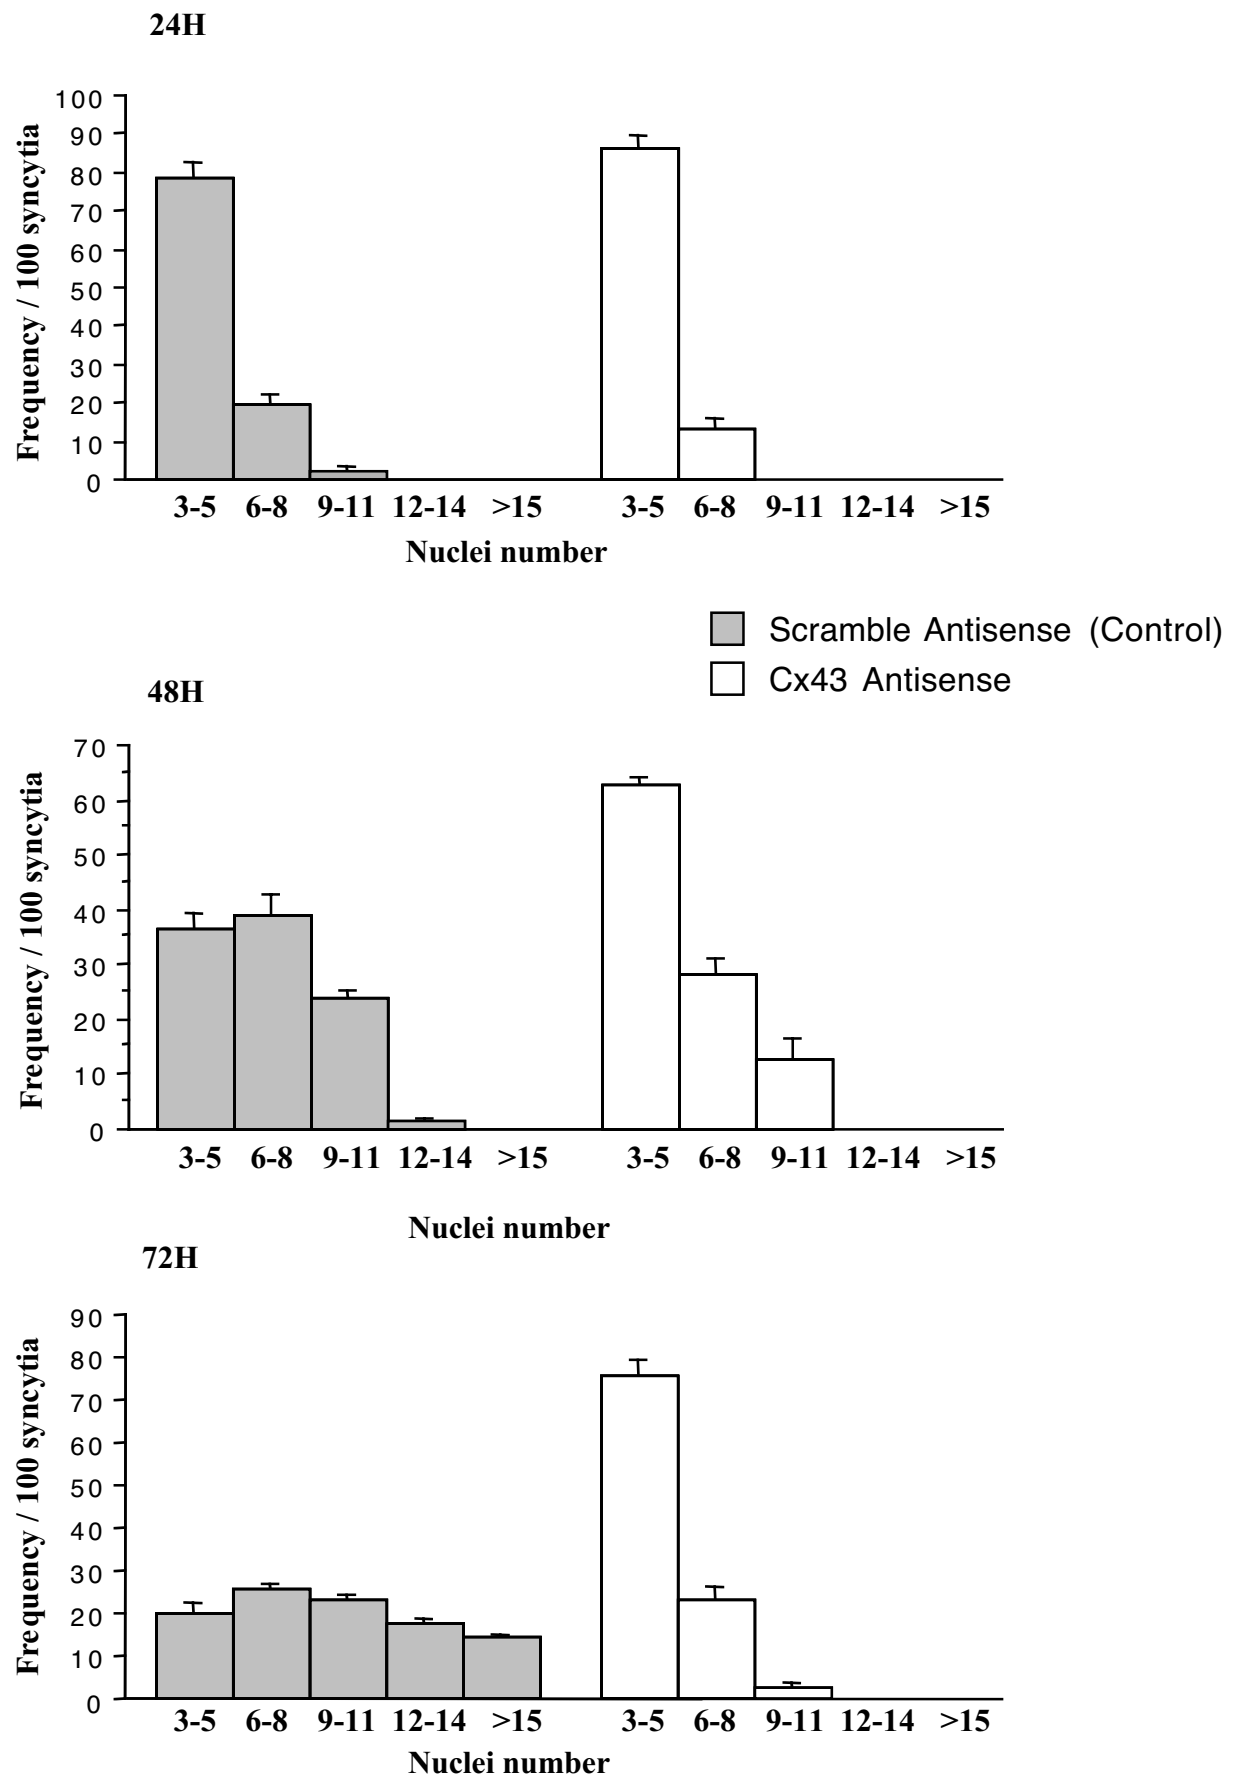 24H
Frequency / 100 syncytia
100
90
80
70
60
50
40
30
20
10
0
3-5 6-8 9-11 12-14 >15 3-5 6-8 9-11 12-14 >15
Nuclei number
Scramble Antisense (Control)
Cx43 Antisense
48H
Frequency / 100 syncytia
70
60
50
40
30
20
10
0
3-5 6-8 9-11 12-14 >15 3-5 6-8 9-11 12-14 >15
Nuclei number
72H
Frequency / 100 syncytia
90
80
70
60
50
40
30
20
10
0
3-5 6-8 9-11 12-14 >15 3-5 6-8 9-11 12-14 >15
Nuclei number